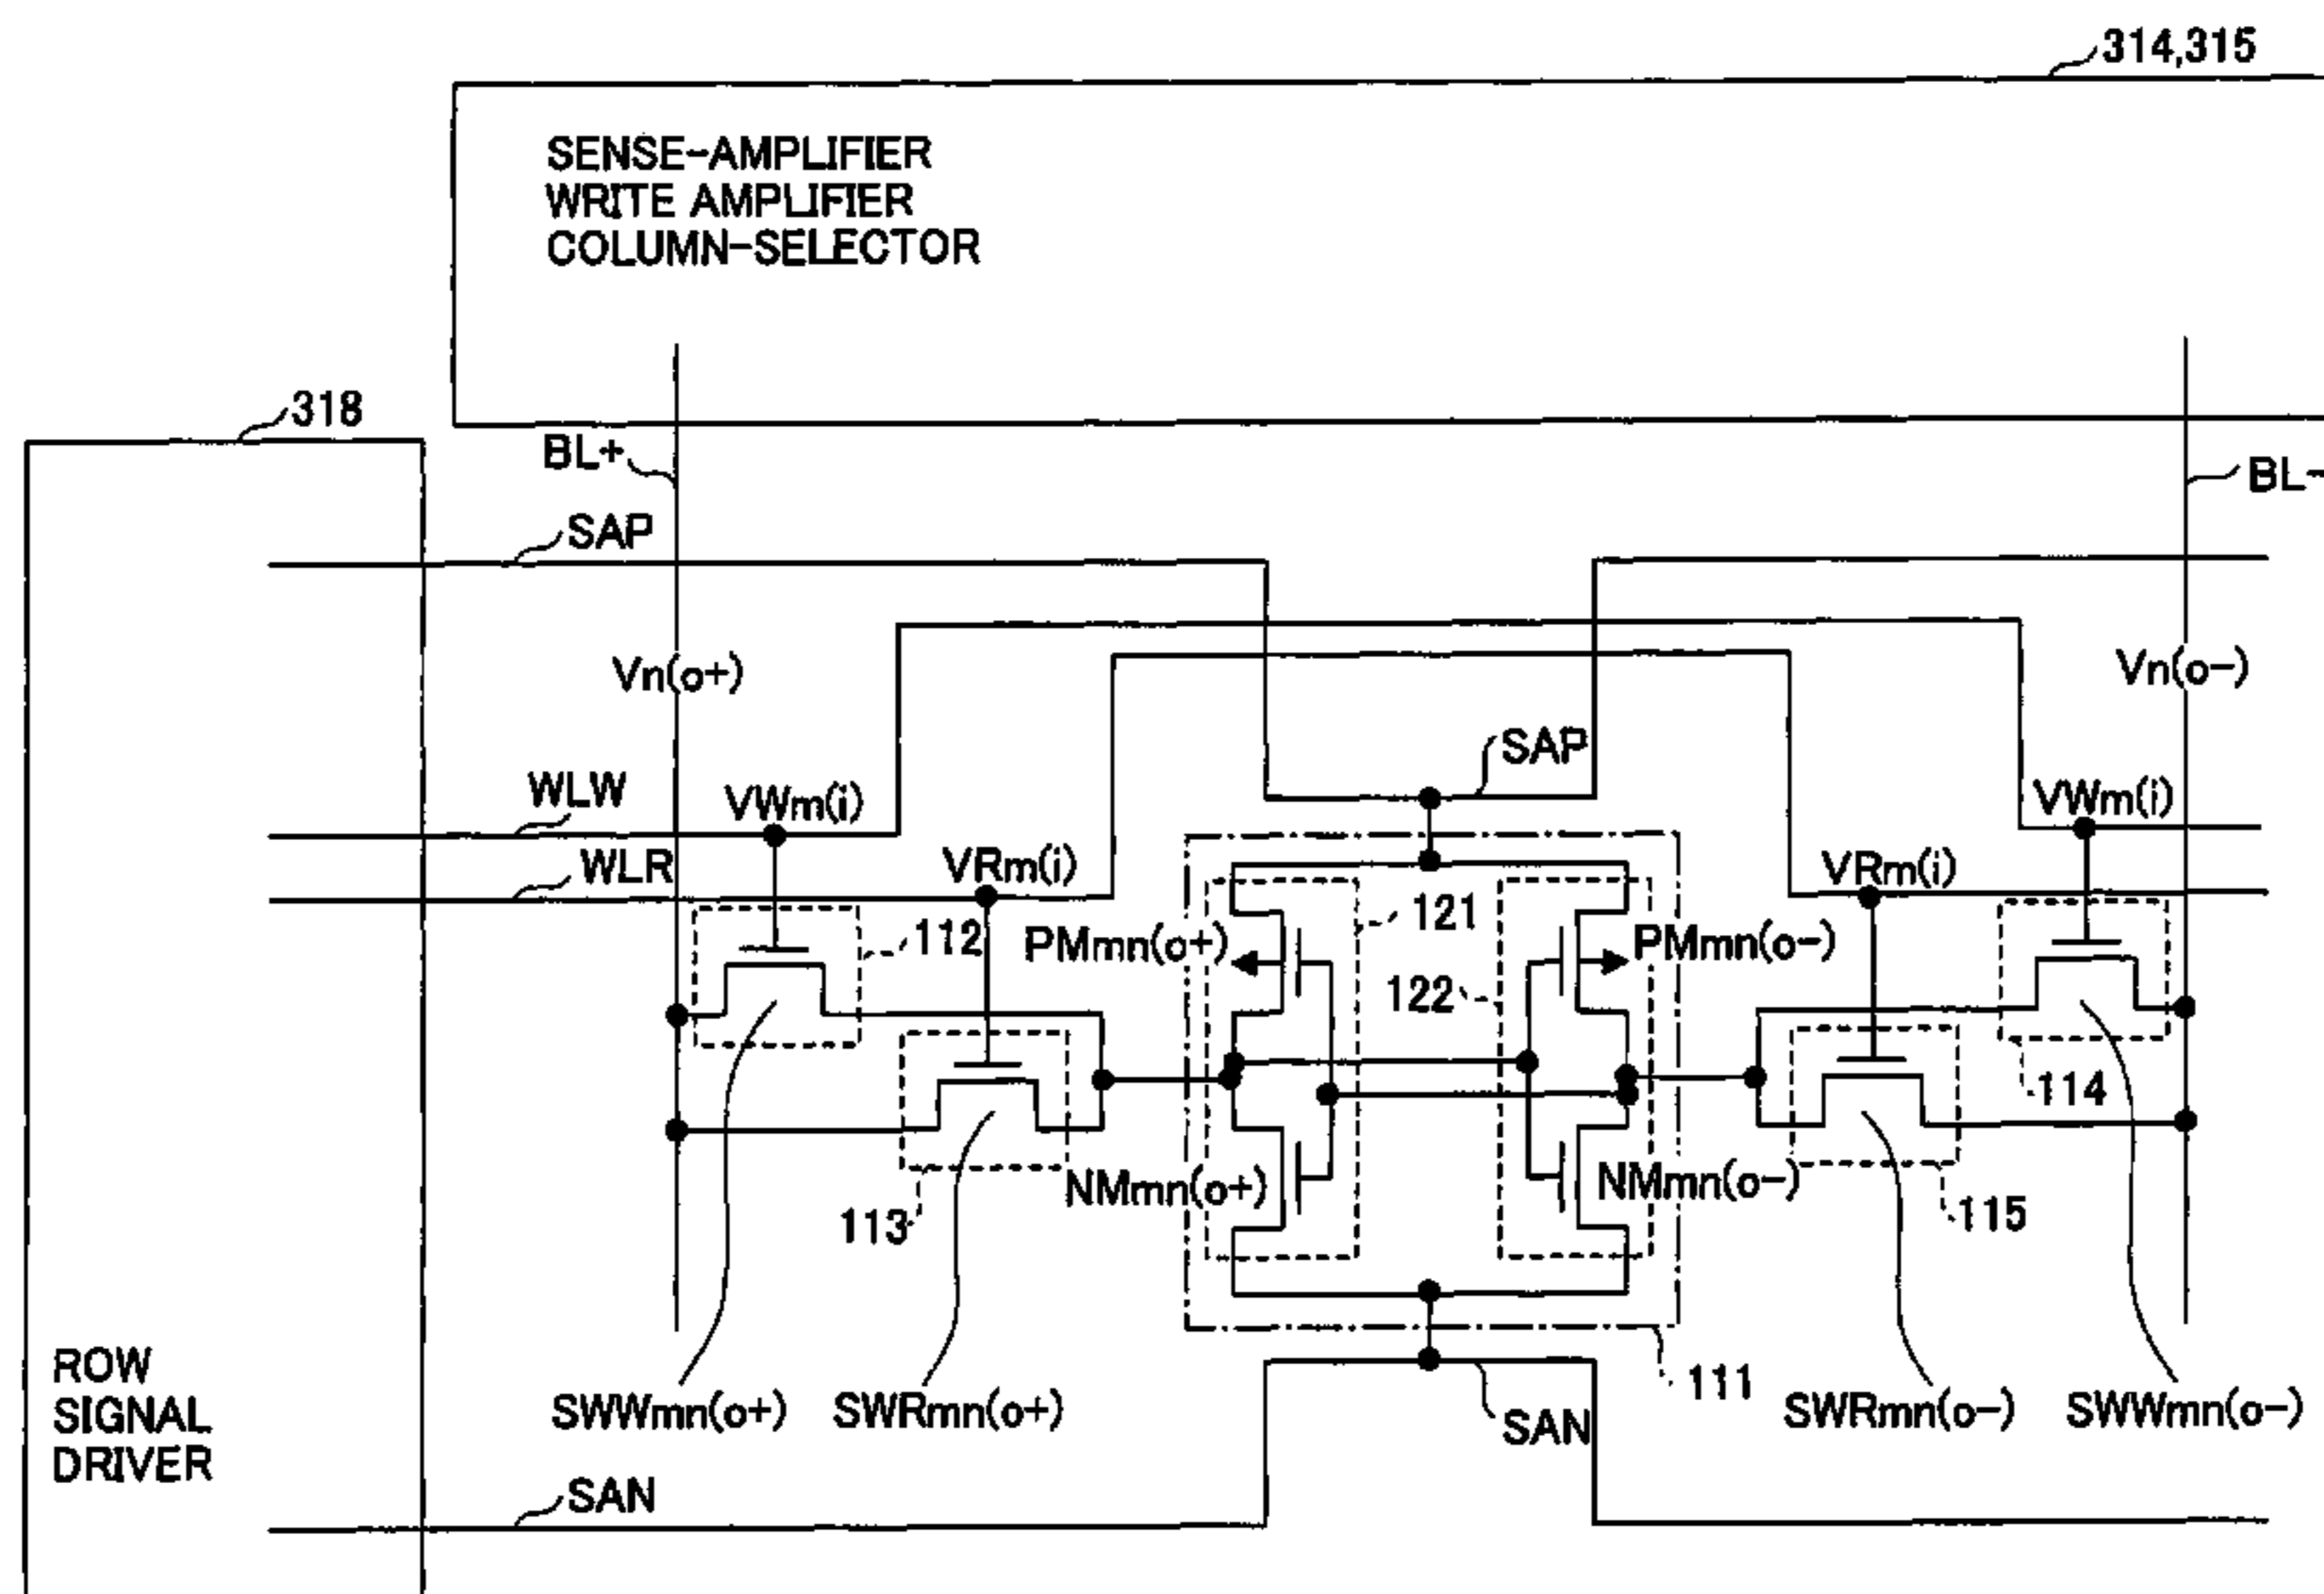 314,315
SENSE-AMPLIFIER
WRITE AMPLIFIER
COLUMN-SELECTOR
318
BL+
BL-
SAP
Vn(o+)
Vn(o-)
SAP
WLW
VWm(i)
VWm(i)
WLR
VRm(i)
VRm(i)
112
PMmn(o+)
121
PMmn(o-)
122
114
NMmn(o+)
NMmn(o-)
113
115
ROW
SIGNAL
DRIVER
111
SWWmn(o+)
SWRmn(o+)
SAN
SWRmn(o-)
SWWmn(o-)
SAN